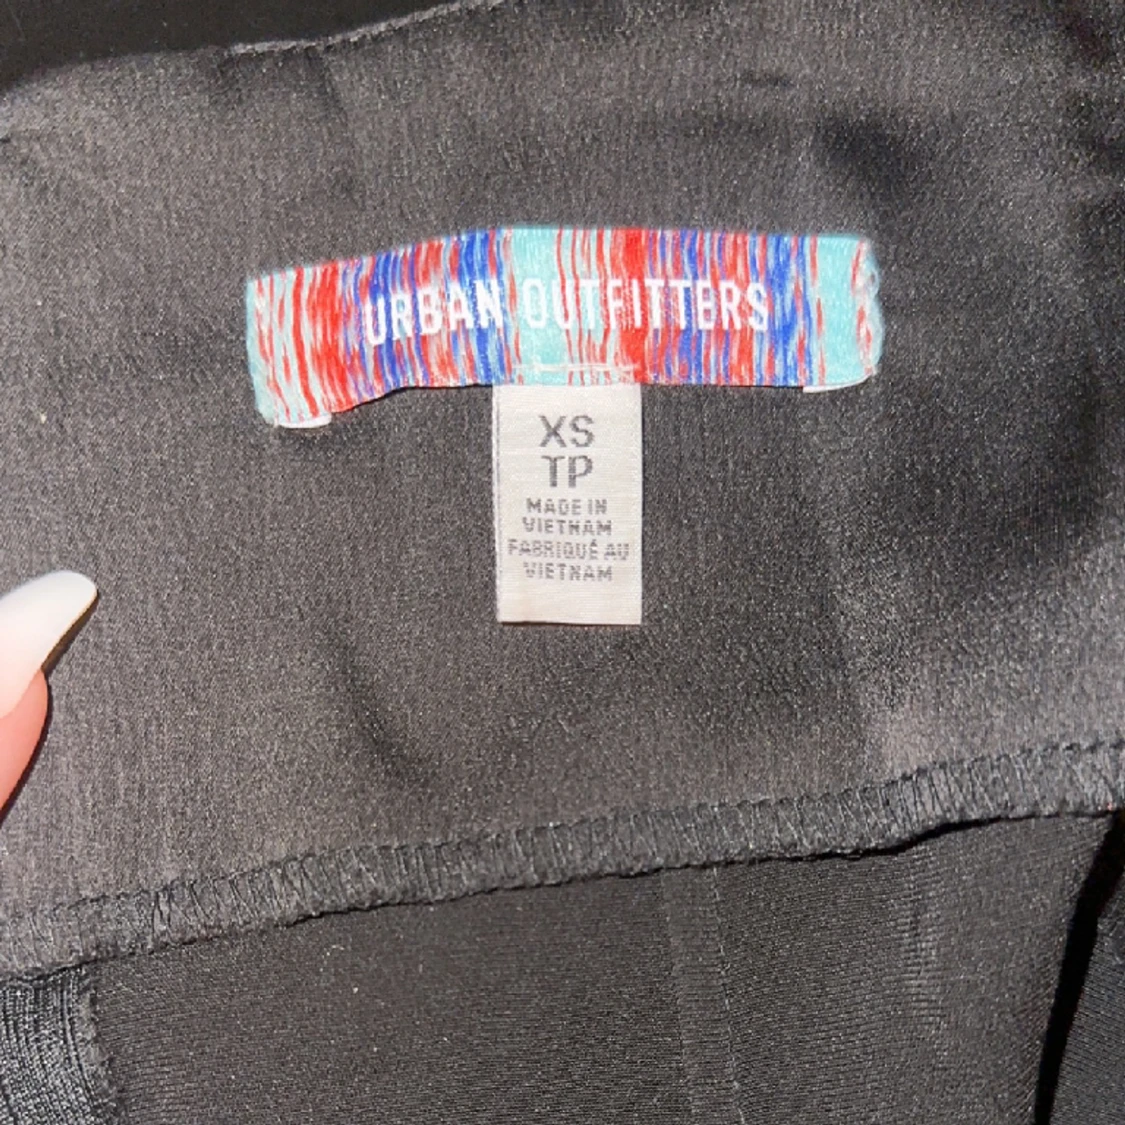 URBAN OUTFITTERS
XS
TP
MADE IN
VIETNAM
FABRIQUÉ AU
VIETNAM